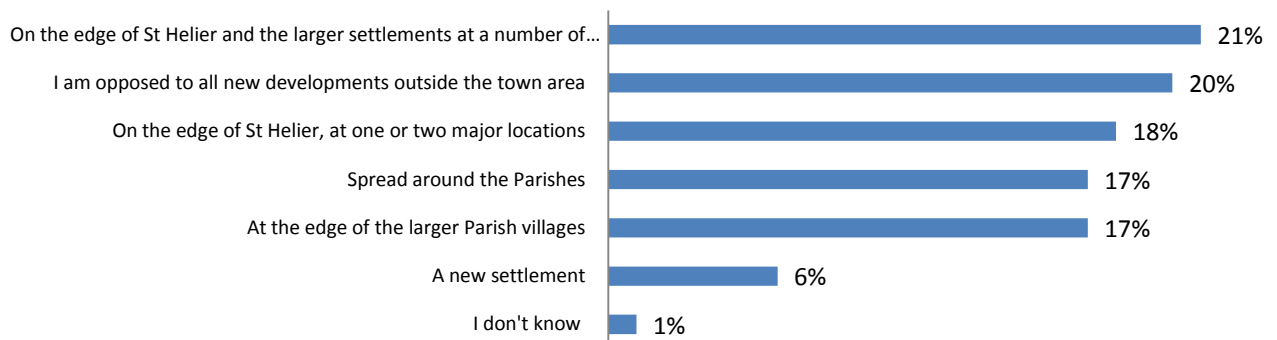 On the edge of St Helier and the larger settlements at a number of… 21%
I am opposed to all new developments outside the town area 20%
On the edge of St Helier, at one or two major locations 18%
Spread around the Parishes 17%
At the edge of the larger Parish villages 17%
A new settlement 6%
I don't know 1%